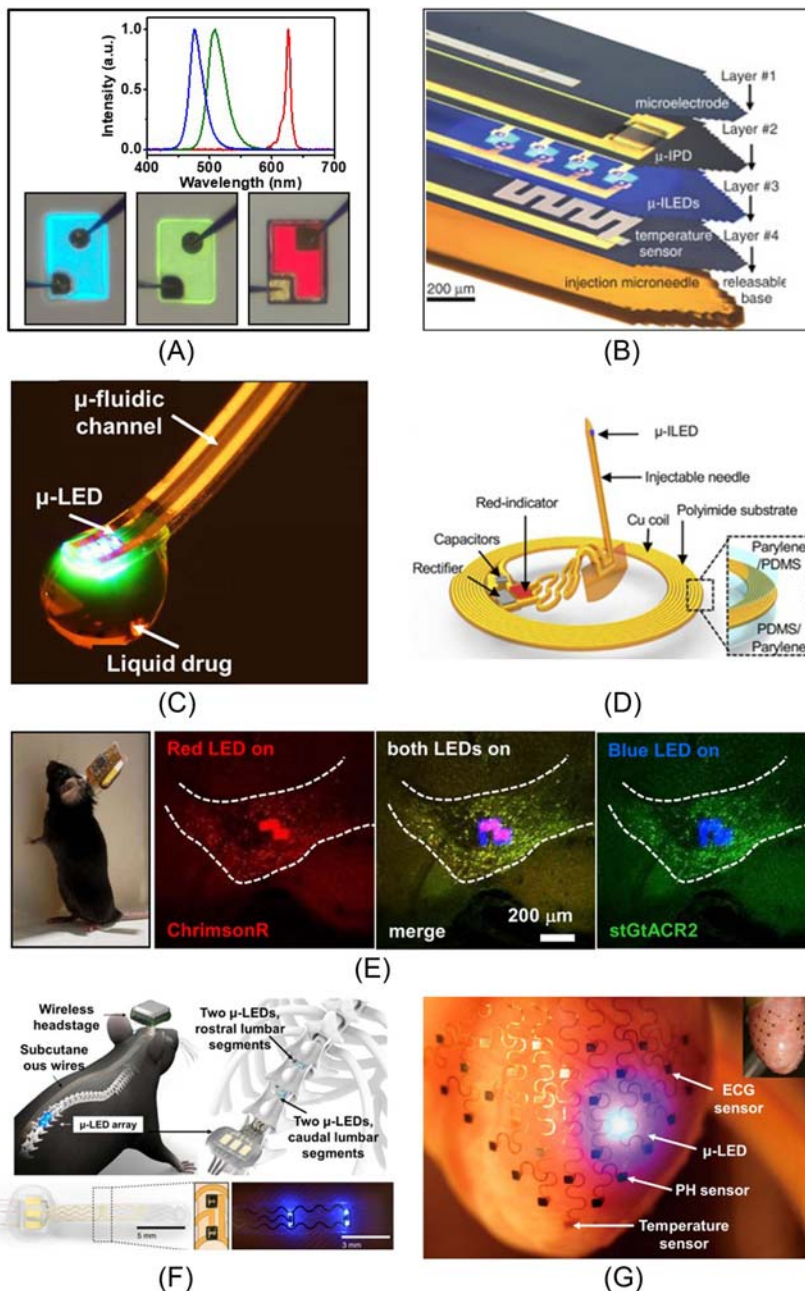 Intensity (a.u.)
1.0
0.5
0.0
400 500 600 700
Wavelength (nm)
(A)
Layer #1
microelectrode
Layer #2
μ-IPD
Layer #3
μ-ILEDs
temperature
sensor
Layer #4
injection microneedle
releasable
base
200 μm
(B)
μ-fluidic
channel
μ-LED
Liquid drug
(C)
μ-ILED
Injectable needle
Red-indicator
Cu coil
Polyimide substrate
Capacitors
Rectifier
Parylene
/PDMS
PDMS/
Parylene
(D)
Red LED on
ChrimsonR
both LEDs on
merge
200 μm
Blue LED on
stGtACR2
(E)
Wireless
headstage
Subcutane
ous wires
μ-LED array
Two μ-LEDs,
rostral lumbar
segments
Two μ-LEDs,
caudal lumbar
segments
5 mm
3 mm
(F)
ECG
sensor
μ-LED
PH sensor
Temperature
sensor
(G)